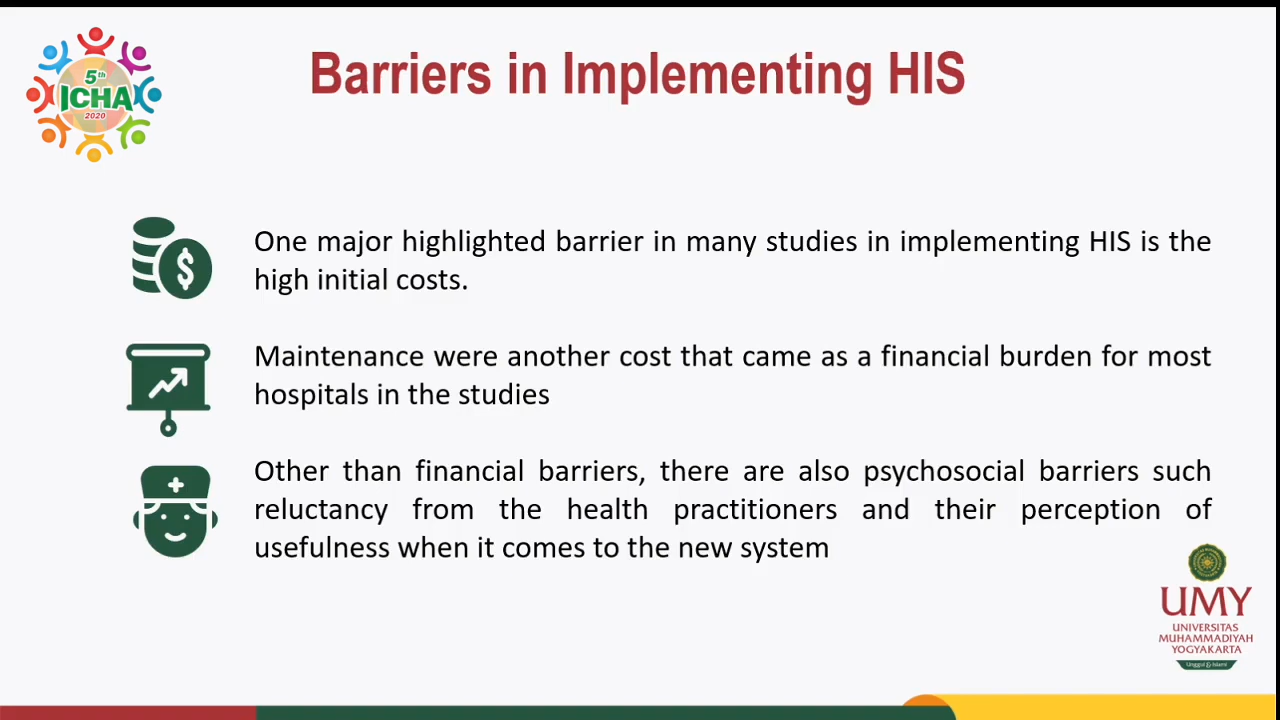 5th
ICHA
2020
Barriers in Implementing HIS
One major highlighted barrier in many studies in implementing HIS is the
high initial costs.
$
Maintenance were another cost that came as a financial burden for most
hospitals in the studies
Other than financial barriers, there are also psychosocial barriers such
reluctancy from the health practitioners and their perception of
usefulness when it comes to the new system
UMY
UNIVERSITAS
MUHAMMADIYAH
YOGYAKARTA
Unggul & Islami